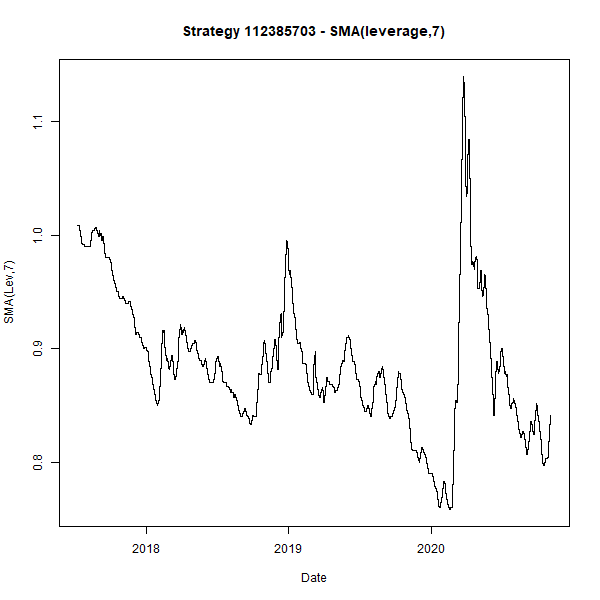 Strategy 112385703 - SMA(leverage,7)
SMA(Lev,7)
1.1
1.0
0.9
0.8
2018 2019 2020
Date